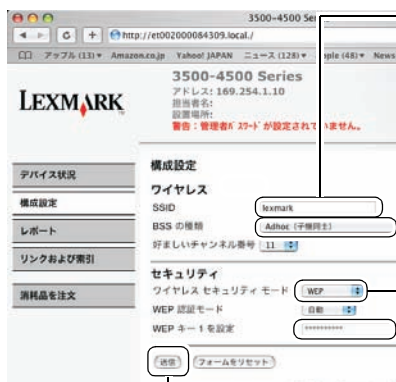 3500-4500 Se
http://et002000084309.local./
アップル (13) Amazon.co.jp Yahoo! JAPAN ニュース (128) News
LEXMARK
3500-4500 Series
アドレス: 169.254.1.10
担当者名:
設置場所:
警告：管理者ﾊﾟｽﾜｰﾄﾞが設定されていません。
デバイス状況
構成設定
レポート
リンクおよび索引
消耗品を注文
構成設定
ワイヤレス
SSID lexmark
BSS の種類 Adhoc (子機同士)
好ましいチャンネル番号 11
セキュリティ
ワイヤレス セキュリティ モード WEP
WEP 認証モード 自動
WEP キー 1 を設定 **********
送信 フォームをリセット